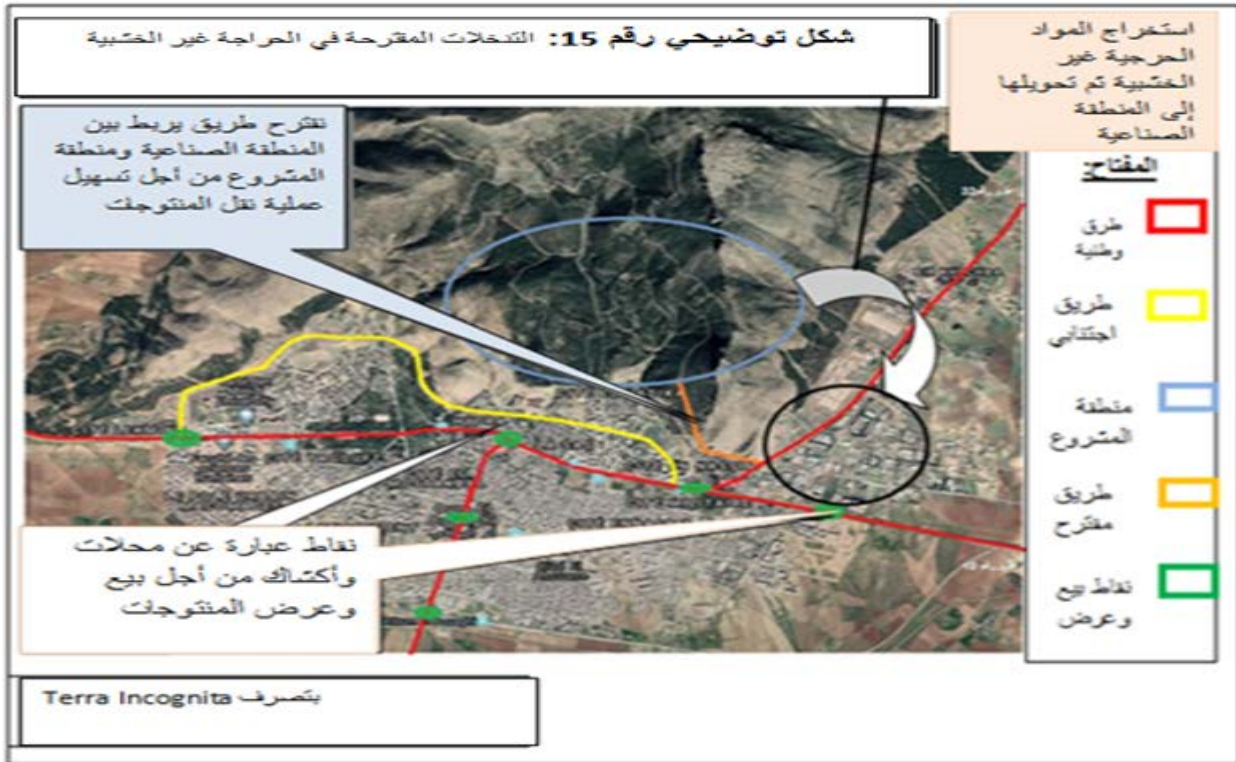 شكل توضيحي رقم 15: التدخلات المقترحة في الحراجة غير الخشبية
استخراج المواد
الحرجية غير
الخشبية ثم تحويلها
إلى المنطقة
الصناعية
نقترح طريق يربط بين
المنطقة الصناعية ومنطقة
المشروع من أجل تسهيل
عملية نقل المنتوجات
المفتاح:
طرق
وطنية
طريق
اجتنابي
منطقة
المشروع
طريق
مقترح
نقاط بيع
وعرض
نقاط عبارة عن محلات
وأكشاك من أجل بيع
وعرض المنتوجات
Terra Incognita بتصرف